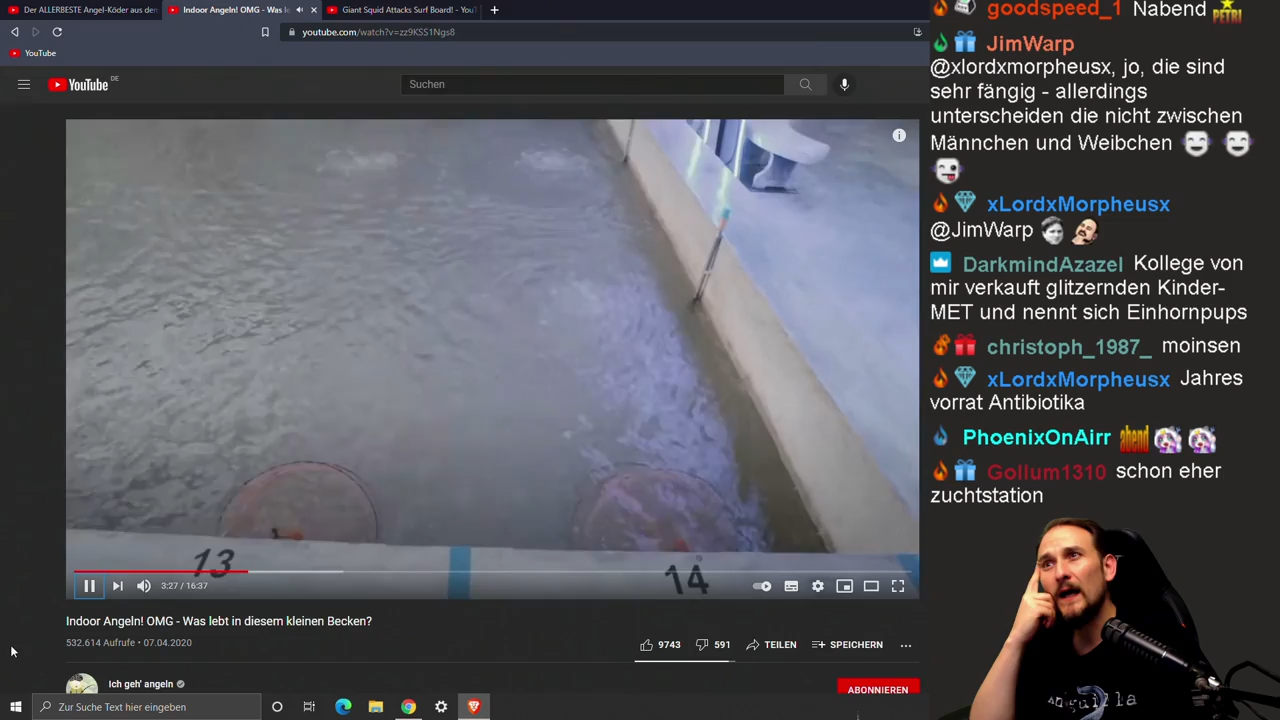 Der ALLERBESTE Angel-Köder aus den
Indoor Angeln! OMG - Was le
Giant Squid Attacks Surf Board! - YouT
youtube.com/watch?v=zz9KSS1Ngs8
YouTube
YouTube DE
Suchen
13
14
3:27 / 16:37
Indoor Angeln! OMG - Was lebt in diesem kleinen Becken?
532.614 Aufrufe • 07.04.2020
9743
591
TEILEN
SPEICHERN
Ich geh' angeln
ABONNIEREN
Zur Suche Text hier eingeben
goodspeed_1 Nabend PETRI
JimWarp
@xlordxmorpheusx, jo, die sind
sehr fängig - allerdings
unterscheiden die nicht zwischen
Männchen und Weibchen
xLordxMorpheusx
@JimWarp
DarkmindAzazel Kollege von
mir verkauft glitzernden Kinder-
MET und nennt sich Einhornpups
christoph_1987_ moinsen
xLordxMorpheusx Jahres
vorrat Antibiotika
PhoenixOnAirr abend
Gollum1310 schon eher
zuchtstation